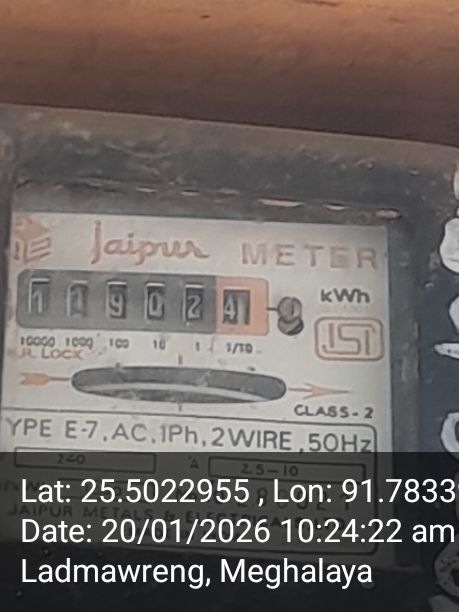 Jaipur METER
1 1 9 0 2 4 kWh
10000 1000 100 10 1 1/10
LOCK ISI
CLASS-2
TYPE E-7, AC, 1Ph, 2WIRE, 50Hz
240 A 2.5-10
JAIPUR METALS &
Lat: 25.5022955 , Lon: 91.7833
Date: 20/01/2026 10:24:22 am
Ladmawreng, Meghalaya